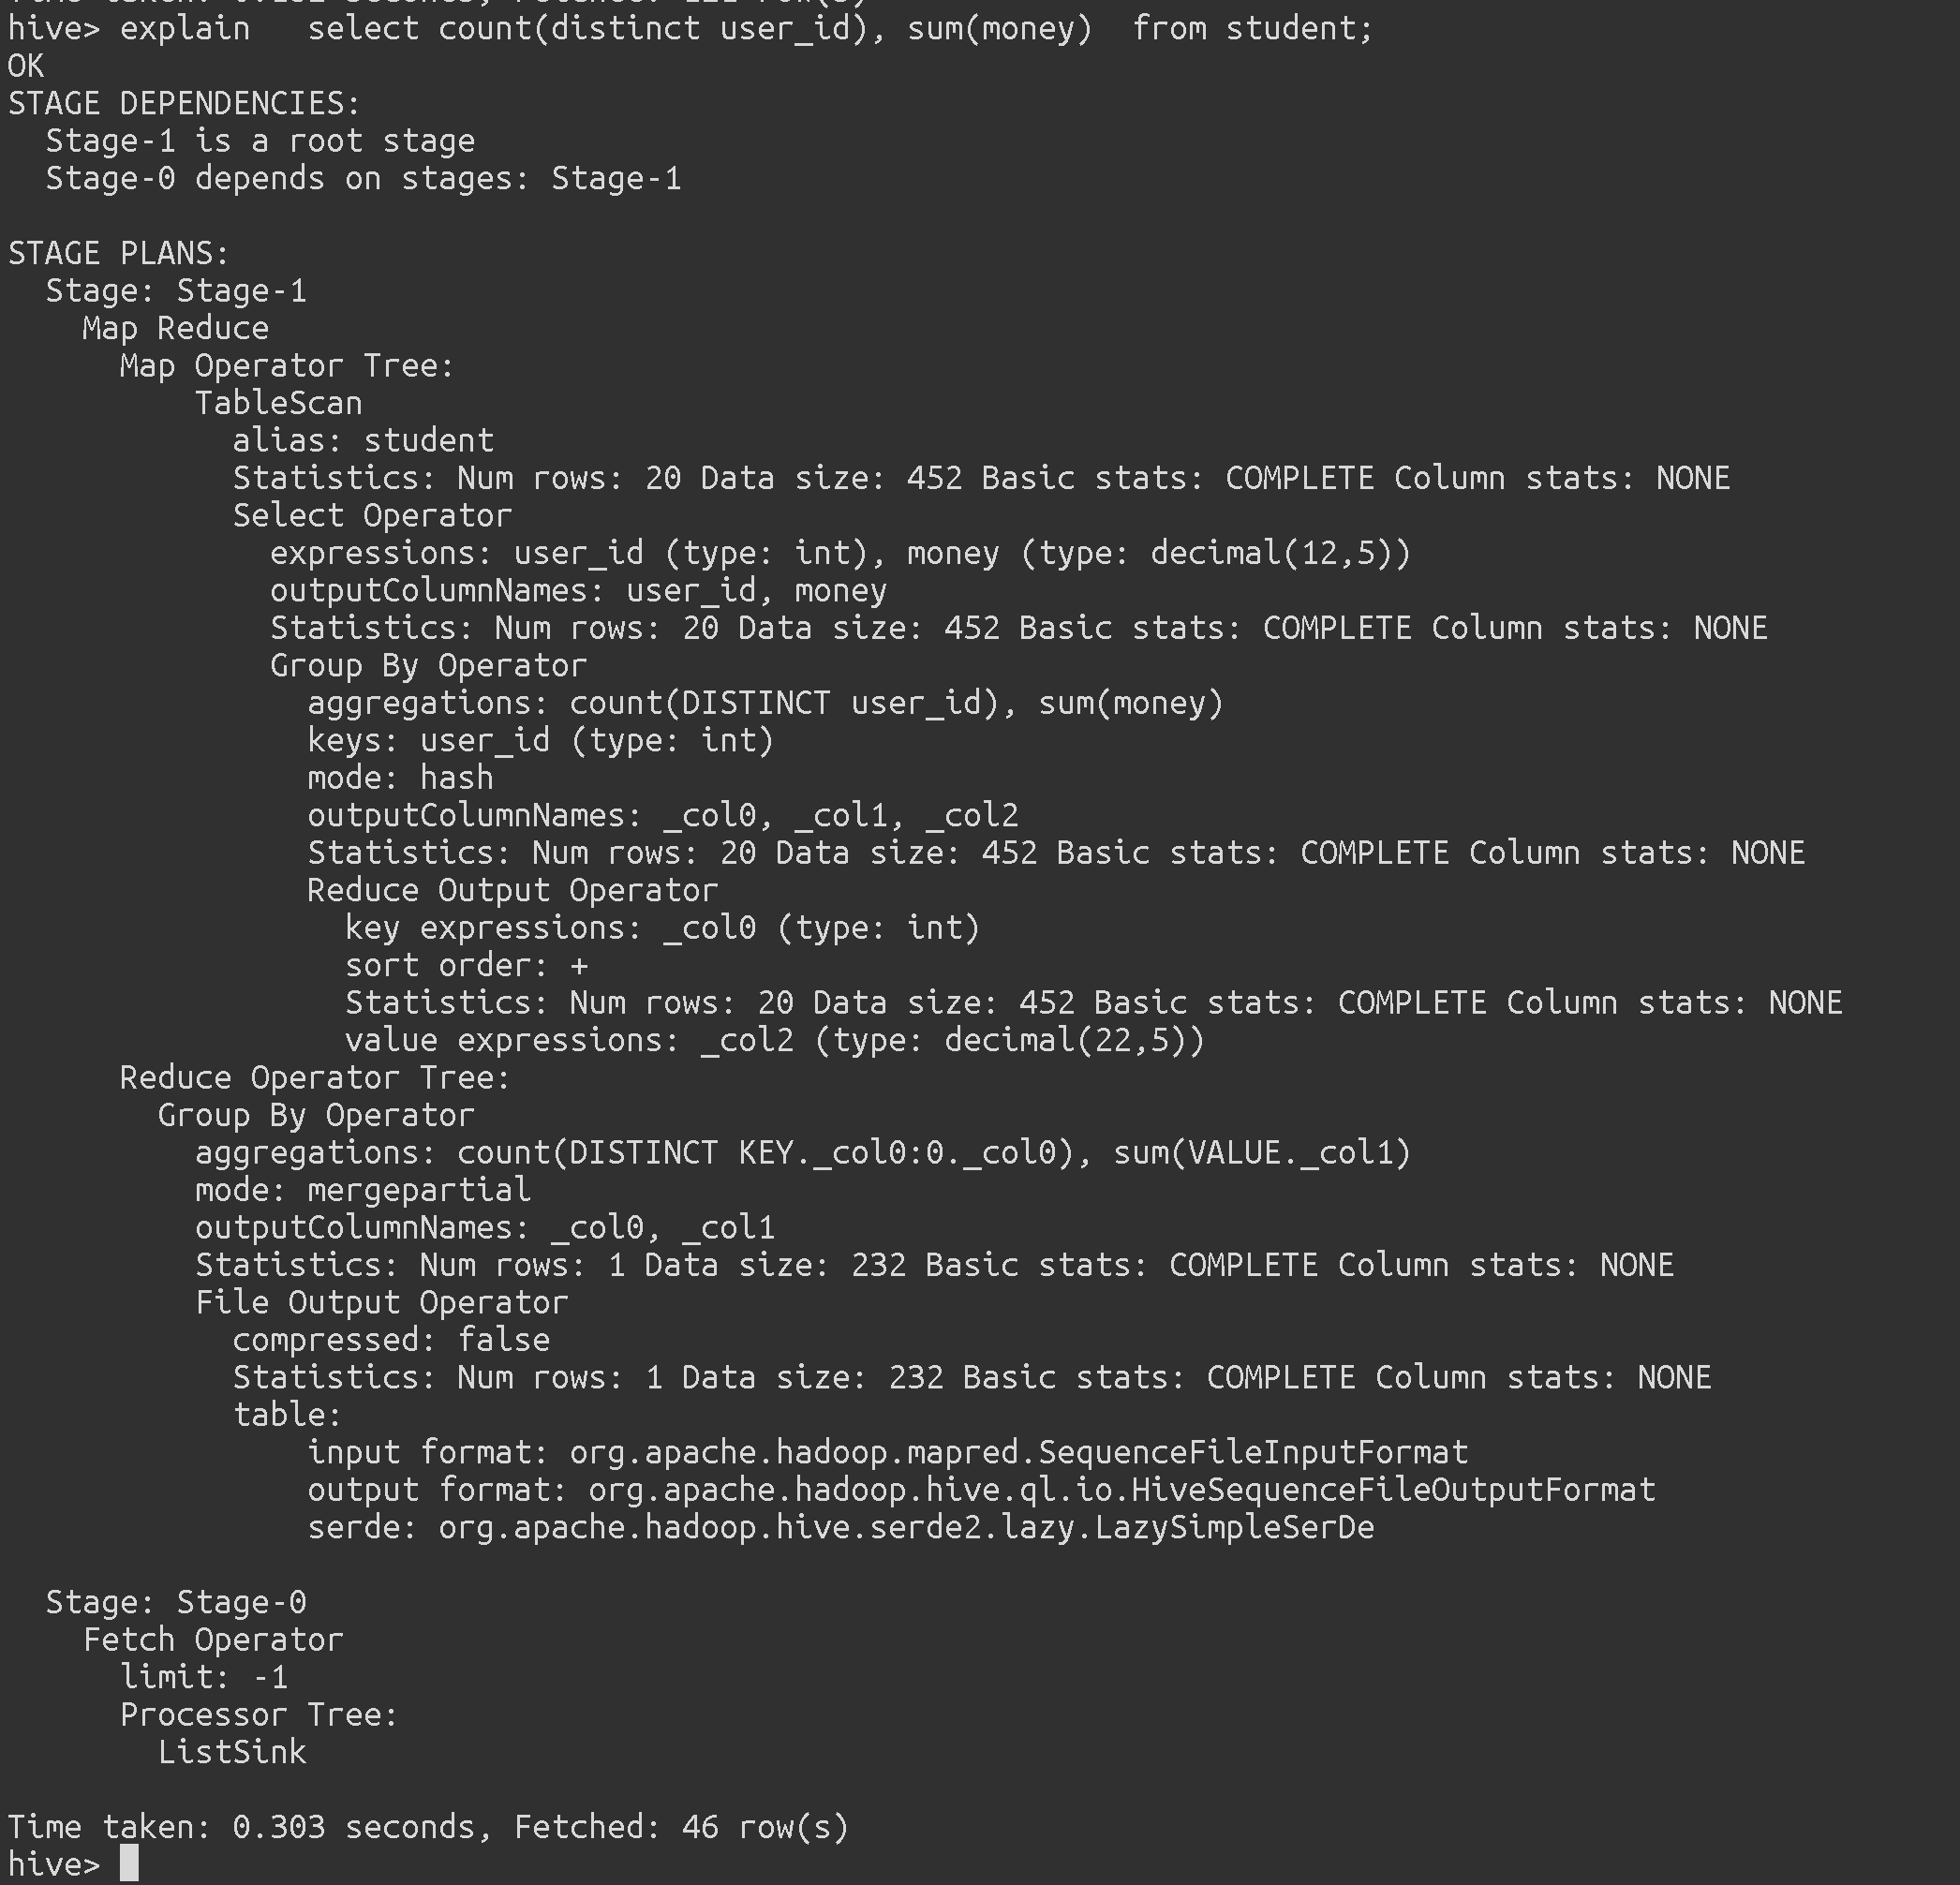 hive> explain   select count(distinct user_id), sum(money)  from student;
OK
STAGE DEPENDENCIES:
  Stage-1 is a root stage
  Stage-0 depends on stages: Stage-1

STAGE PLANS:
  Stage: Stage-1
    Map Reduce
      Map Operator Tree:
          TableScan
            alias: student
            Statistics: Num rows: 20 Data size: 452 Basic stats: COMPLETE Column stats: NONE
            Select Operator
              expressions: user_id (type: int), money (type: decimal(12,5))
              outputColumnNames: user_id, money
              Statistics: Num rows: 20 Data size: 452 Basic stats: COMPLETE Column stats: NONE
              Group By Operator
                aggregations: count(DISTINCT user_id), sum(money)
                keys: user_id (type: int)
                mode: hash
                outputColumnNames: _col0, _col1, _col2
                Statistics: Num rows: 20 Data size: 452 Basic stats: COMPLETE Column stats: NONE
                Reduce Output Operator
                  key expressions: _col0 (type: int)
                  sort order: +
                  Statistics: Num rows: 20 Data size: 452 Basic stats: COMPLETE Column stats: NONE
                  value expressions: _col2 (type: decimal(22,5))
      Reduce Operator Tree:
        Group By Operator
          aggregations: count(DISTINCT KEY._col0:0._col0), sum(VALUE._col1)
          mode: mergepartial
          outputColumnNames: _col0, _col1
          Statistics: Num rows: 1 Data size: 232 Basic stats: COMPLETE Column stats: NONE
          File Output Operator
            compressed: false
            Statistics: Num rows: 1 Data size: 232 Basic stats: COMPLETE Column stats: NONE
            table:
                input format: org.apache.hadoop.mapred.SequenceFileInputFormat
                output format: org.apache.hadoop.hive.ql.io.HiveSequenceFileOutputFormat
                serde: org.apache.hadoop.hive.serde2.lazy.LazySimpleSerDe

  Stage: Stage-0
    Fetch Operator
      limit: -1
      Processor Tree:
        ListSink

Time taken: 0.303 seconds, Fetched: 46 row(s)
hive>